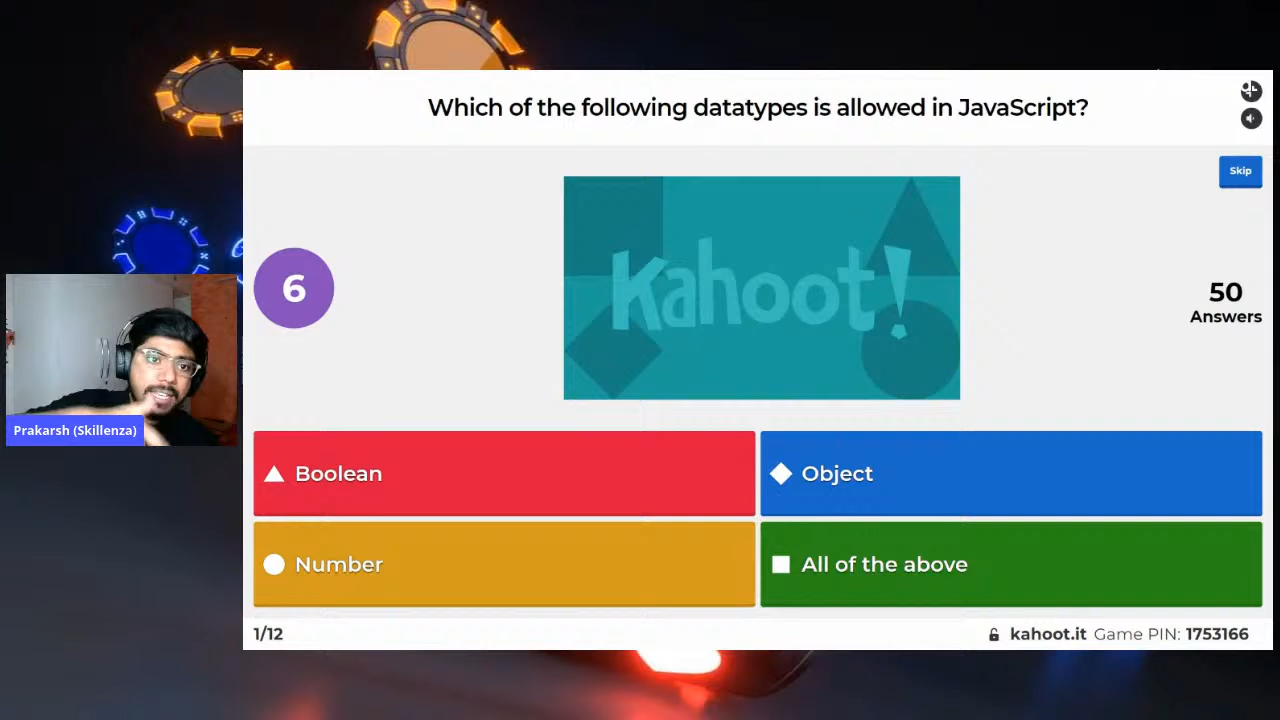 Which of the following datatypes is allowed in JavaScript?
Skip
6
Kahoot!
50
Answers
Prakarsh (Skillenza)
Boolean
Object
Number
All of the above
1/12
kahoot.it Game PIN: 1753166